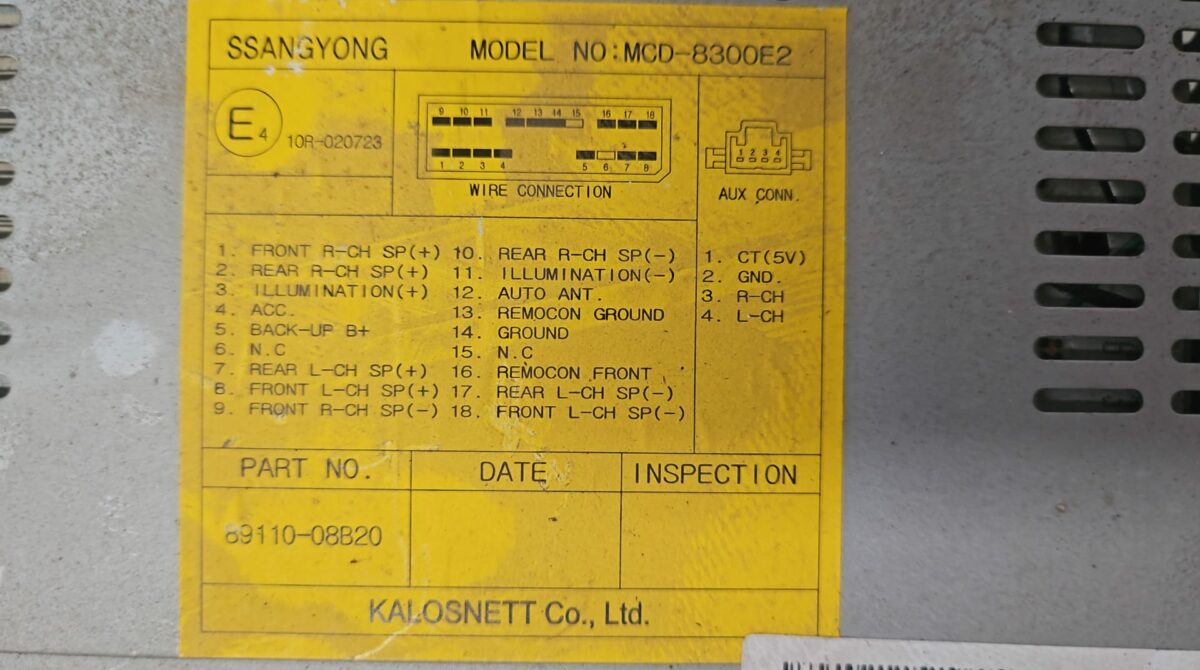 SSANGYONG MODEL NO:MCD-8300E2
E4 10R-020723
9 10 11 12 13 14 15 16 17 18
1 2 3 4 5 6 7 8
WIRE CONNECTION
1 2 3 4
AUX CONN.
1. FRONT R-CH SP(+)
2. REAR R-CH SP(+)
3. ILLUMINATION(+)
4. ACC.
5. BACK-UP B+
6. N.C
7. REAR L-CH SP(+)
8. FRONT L-CH SP(+)
9. FRONT R-CH SP(-)
10. REAR R-CH SP(-)
11. ILLUMINATION(-)
12. AUTO ANT.
13. REMOCON GROUND
14. GROUND
15. N.C
16. REMOCON FRONT
17. REAR L-CH SP(-)
18. FRONT L-CH SP(-)
1. CT(5V)
2. GND.
3. R-CH
4. L-CH
PART NO. DATE INSPECTION
89110-08B20
KALOSNETT Co., Ltd.